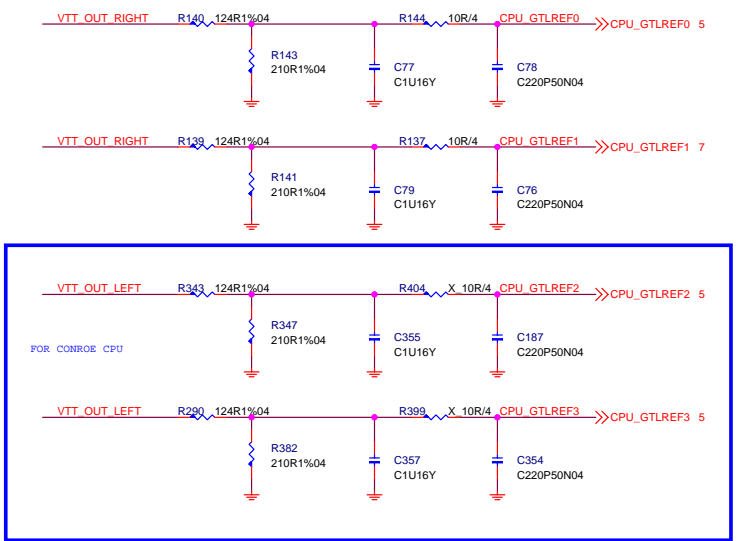 VTT_OUT_RIGHT R140 124R1%04 R144 10R/4 CPU_GTLREF0 CPU_GTLREF0 5
R143 C77 C78
210R1%04 C1U16Y C220P50N04
VTT_OUT_RIGHT R139 124R1%04 R137 10R/4 CPU_GTLREF1 CPU_GTLREF1 7
R141 C79 C76
210R1%04 C1U16Y C220P50N04
VTT_OUT_LEFT R343 124R1%04 R404 X_10R/4 CPU_GTLREF2 CPU_GTLREF2 5
R347 C355 C187
210R1%04 C1U16Y C220P50N04
FOR CONROE CPU
VTT_OUT_LEFT R290 124R1%04 R399 X_10R/4 CPU_GTLREF3 CPU_GTLREF3 5
R382 C357 C354
210R1%04 C1U16Y C220P50N04